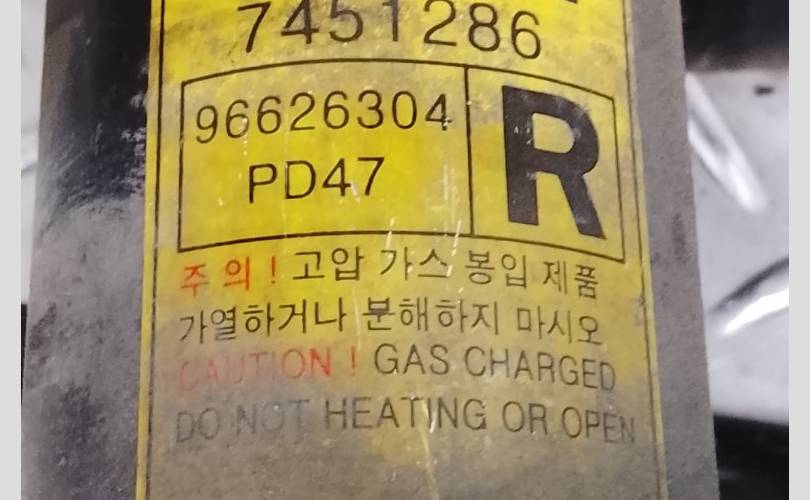 7451286
96626304
PD47
R
주의! 고압 가스 봉입 제품
가열하거나 분해하지 마시오
CAUTION! GAS CHARGED
DO NOT HEATING OR OPEN